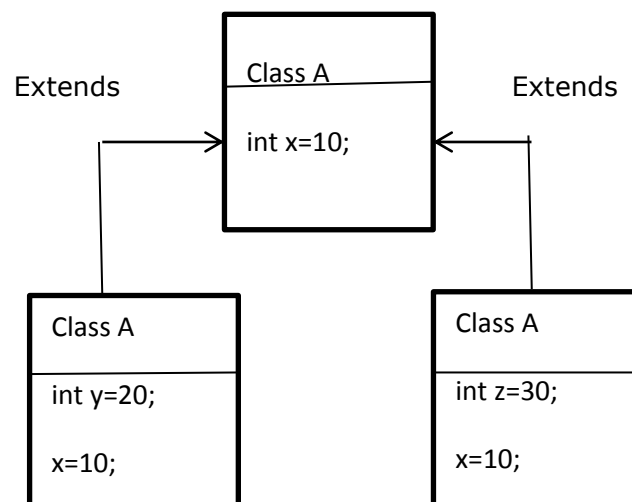 Class A
Extends
Extends
int x=10;
Class A
int y=20;
x=10;
Class A
int z=30;
x=10;